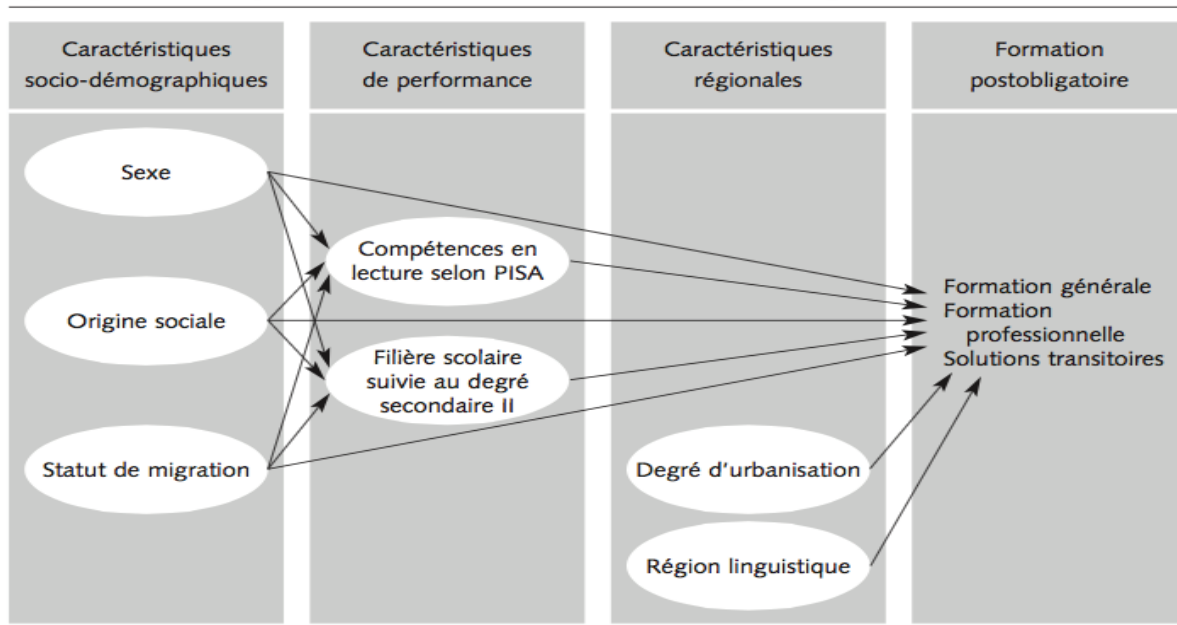 Caractéristiques
socio-démographiques
Caractéristiques
de performance
Caractéristiques
régionales
Formation
postobligatoire
Sexe
Origine sociale
Statut de migration
Compétences en
lecture selon PISA
Filière scolaire
suivie au degré
secondaire II
Degré d'urbanisation
Région linguistique
Formation générale
Formation
professionnelle
Solutions transitoires